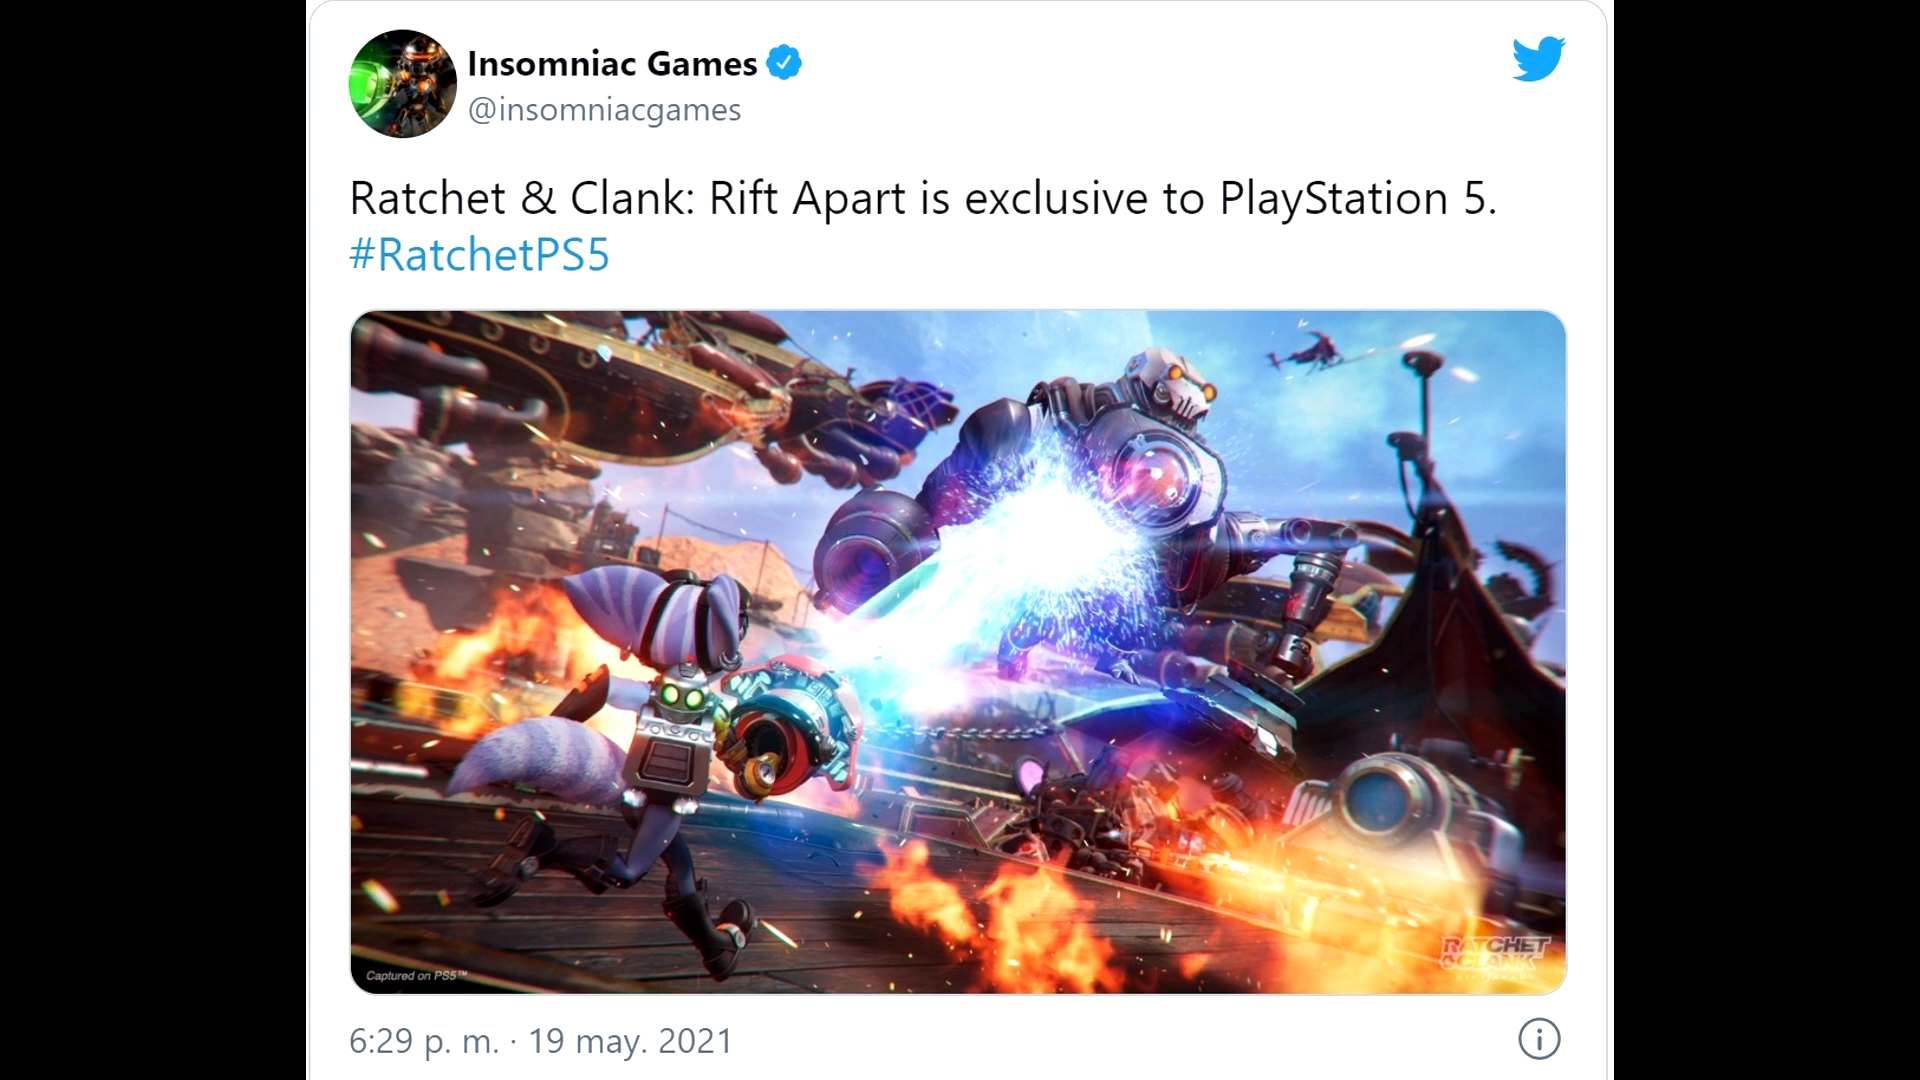 Insomniac Games
@insomniacgames
Ratchet & Clank: Rift Apart is exclusive to PlayStation 5.
#RatchetPS5
Captured on PS5™
RATCHET
&CLANK
6:29 p. m. · 19 may. 2021